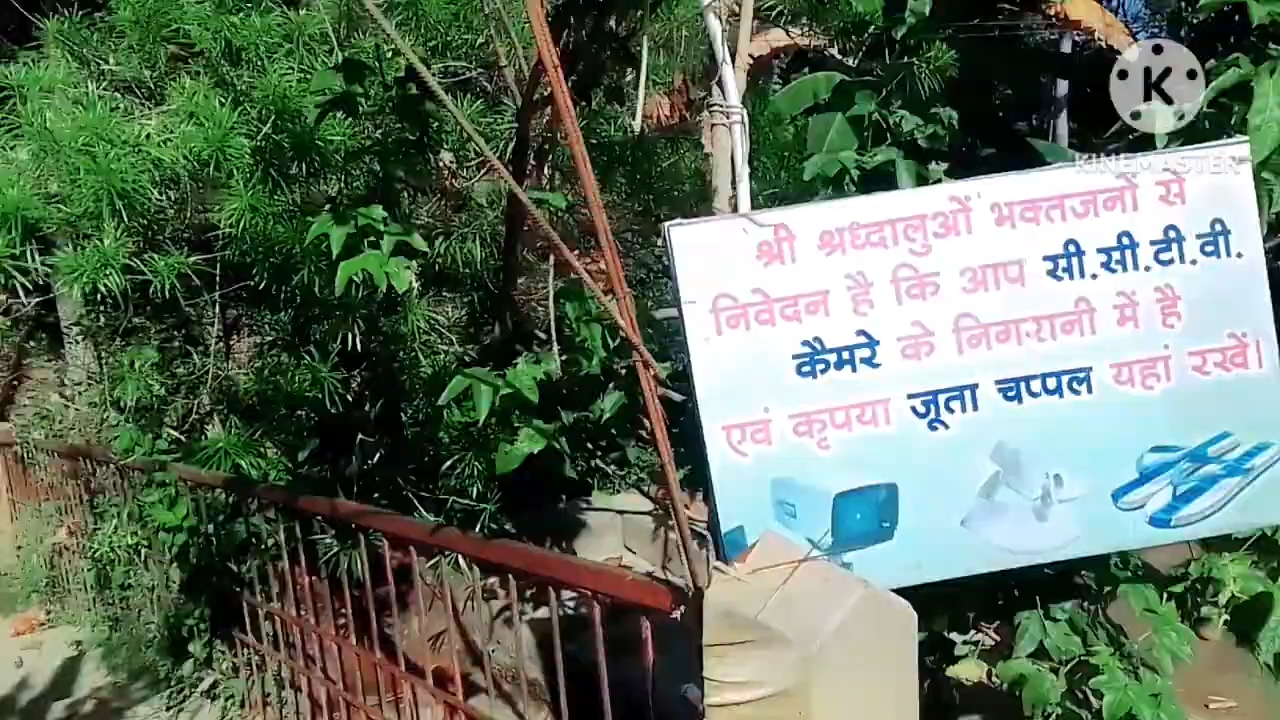 K
KINEMASTER
श्री श्रध्दालुओं भक्तजनों से
निवेदन है कि आप सी.सी.टी.वी.
कैमरे के निगरानी में है
एवं कृपया जूता चप्पल यहां रखें।